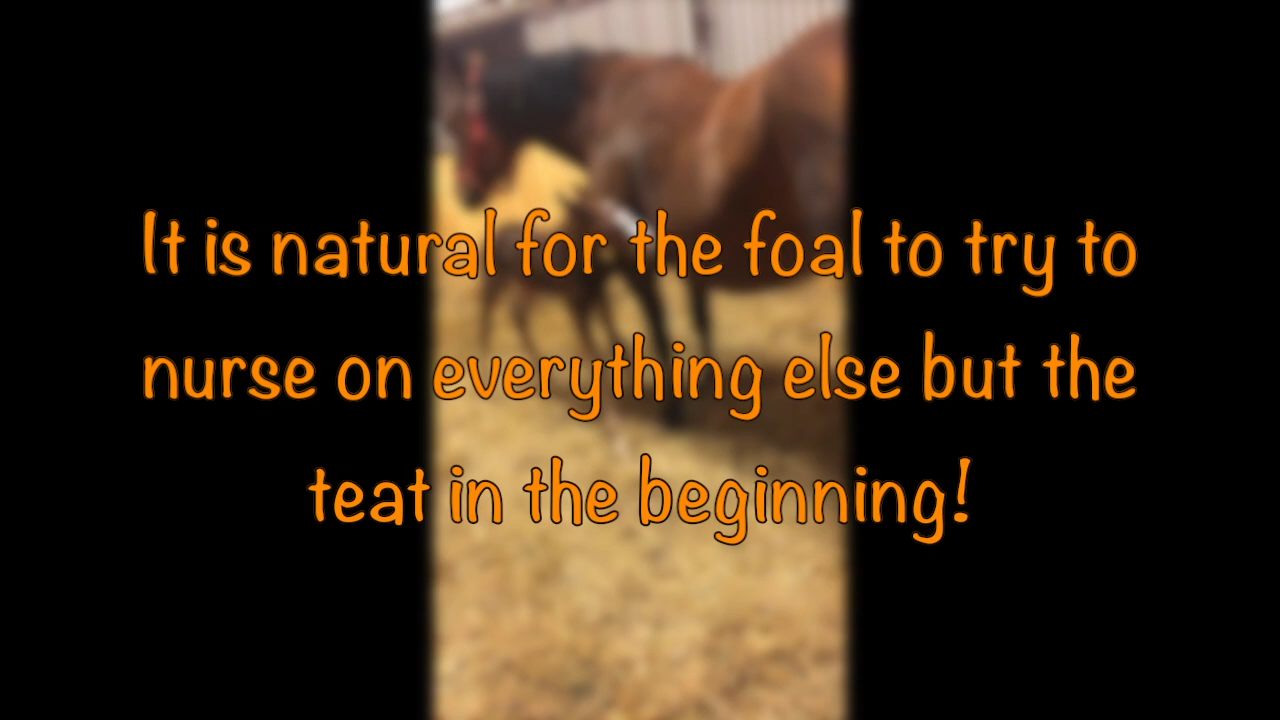 It is natural for the foal to try to
nurse on everything else but the
teat in the beginning!